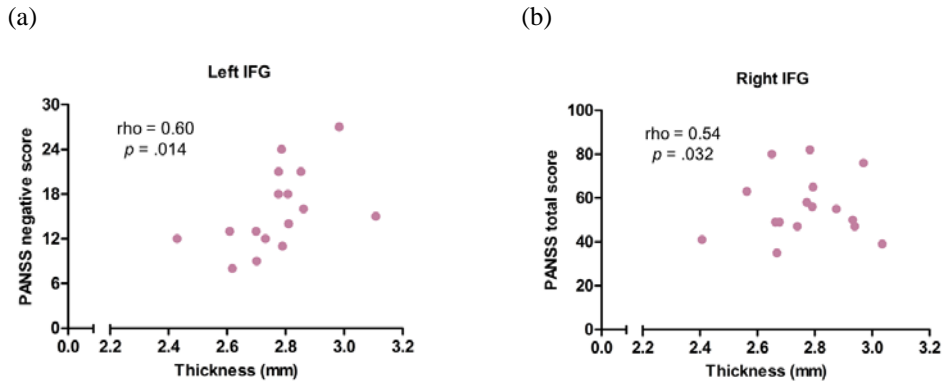 (a)
Left IFG
rho = 0.60
p = .014
PANSS negative score
30
24
18
12
6
0
0.0 2.2 2.4 2.6 2.8 3.0 3.2
Thickness (mm)
(b)
Right IFG
rho = 0.54
p = .032
PANSS total score
100
80
60
40
20
0
0.0 2.2 2.4 2.6 2.8 3.0 3.2
Thickness (mm)